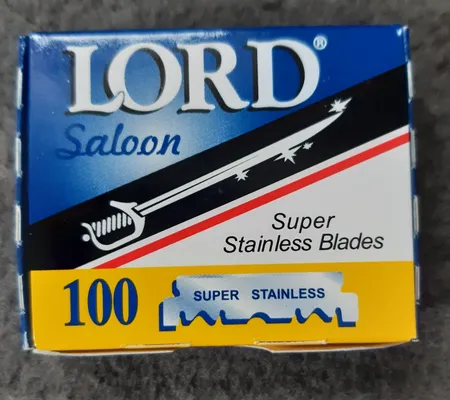 LORD®
Saloon
Super
Stainless Blades
100
SUPER STAINLESS